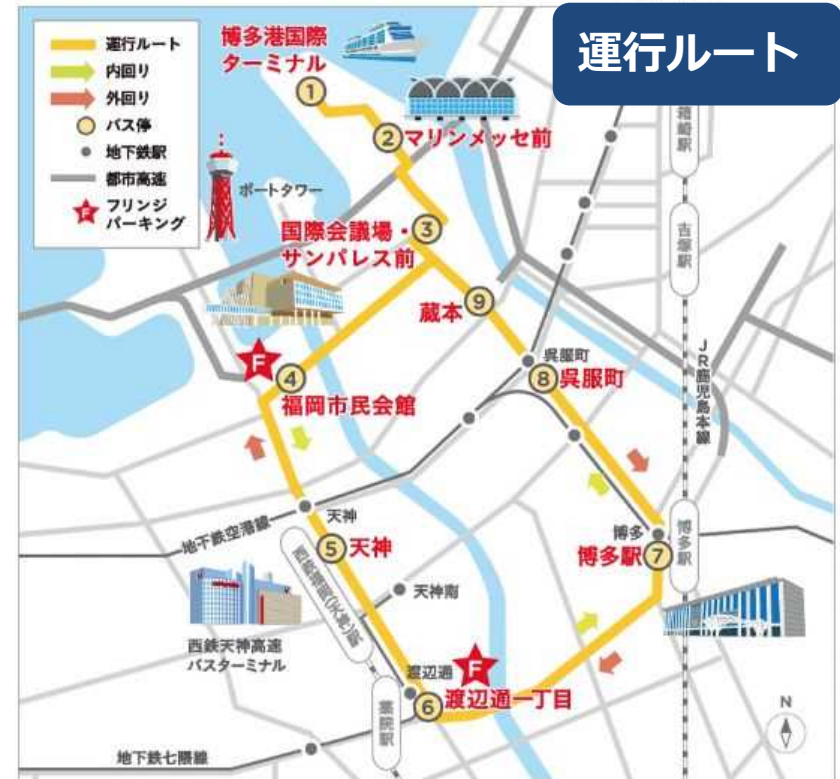 運行ルート
運行ルート
内回り
外回り
バス停
地下鉄駅
都市高速
F
フリンジ
パーキング
博多港国際
ターミナル
1
2
マリンメッセ前
ポートタワー
国際会議場・
サンパレス前
3
9
蔵本
箱崎駅
吉塚駅
JR鹿児島本線
F
4
福岡市民会館
呉服町
8
呉服町
天神
地下鉄空港線
5
天神
博多
博多駅
7
博多駅
天神南
西鉄天神高速
バスターミナル
渡辺通
F
6
渡辺通一丁目
薬院駅
地下鉄七隈線
N